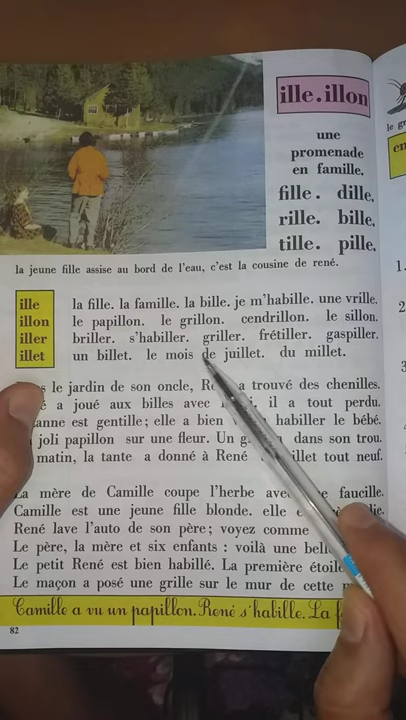 ille.illon
une
promenade
en famille.
fille. dille.
rille. bille.
tille. pille.
la jeune fille assise au bord de l'eau, c'est la cousine de rené.
ille la fille. la famille. la bille. je m'habille. une vrille.
illon le papillon. le grillon. cendrillon. le sillon.
iller briller. s'habiller. griller. frétiller. gaspiller.
illet un billet. le mois de juillet. du millet.
le jardin de son oncle, a trouvé des chenilles.
a joué aux billes avec il a tout perdu.
est gentille; elle a bien habiller le bébé.
joli papillon sur une fleur. Un dans son trou.
matin, la tante a donné à René tout neuf.
La mère de Camille coupe l'herbe faucille.
Camille est une jeune fille blonde. elle
René lave l'auto de son père; voyez comme
Le père, la mère et six enfants : voilà une
Le petit René est bien habillé. La première
Le maçon a posé une grille sur le mur de cette
Camille a vu un papillon. René s'habille. La
82
le
1.